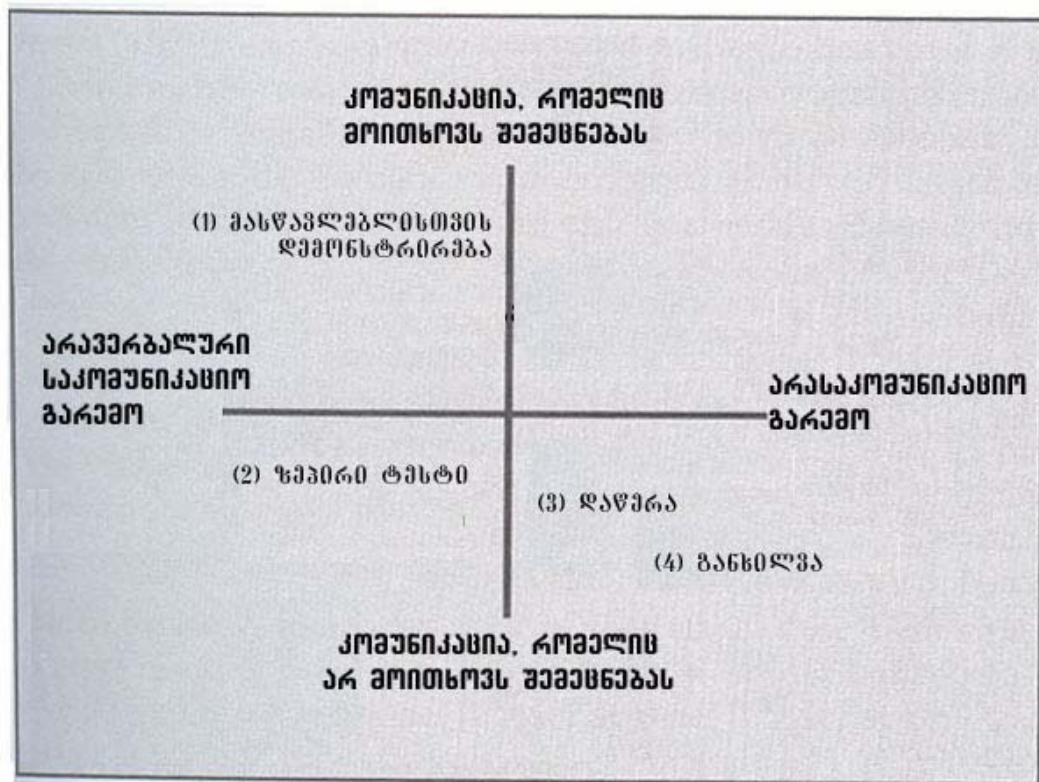 კომუნიკაცია, რომელიც
მოითხოვს შემეცნებას
(1) მასწავლებლისთვის
დემონსტრირება
არავერბალური
საკომუნიკაციო
გარემო
არასაკომუნიკაციო
გარემო
(2) ზეპირი ტესტი
(3) დაწერა
(4) განხილვა
კომუნიკაცია, რომელიც
არ მოითხოვს შემეცნებას